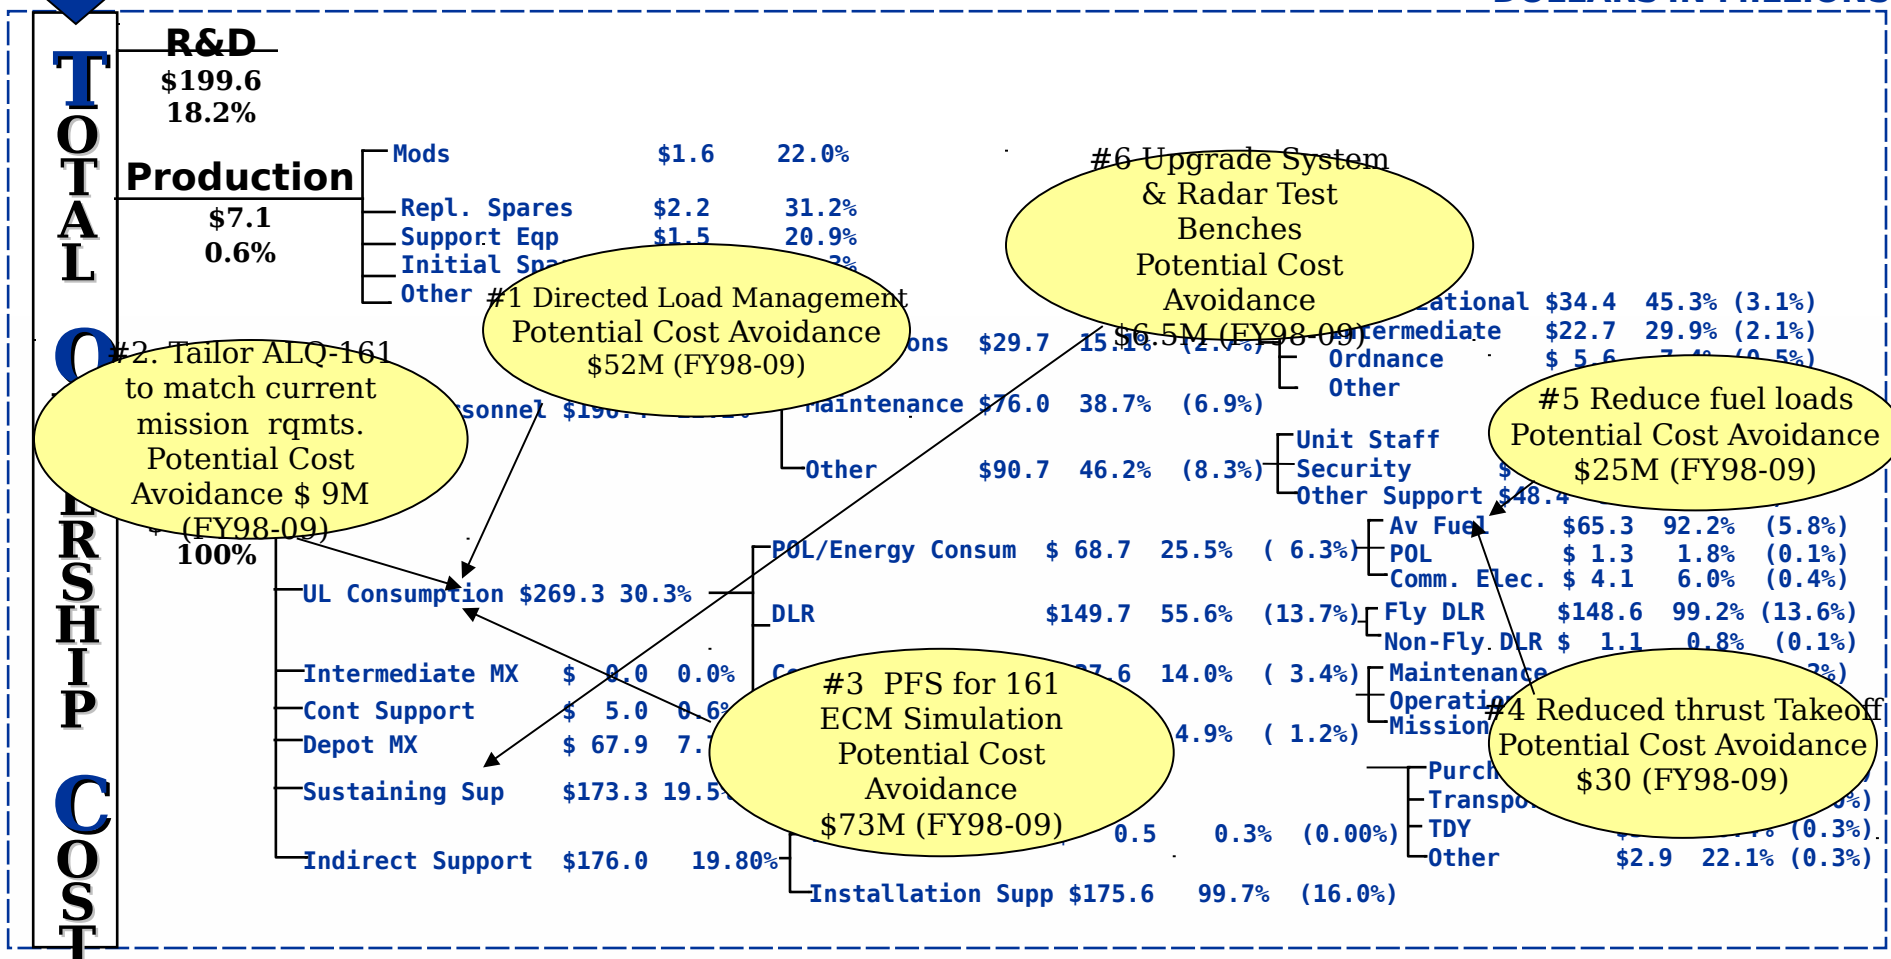 TOTAL
COST
R&D
$199.6
18.2%
Production
$7.1
0.6%
Mods $1.6 22.0%
Repl. Spares $2.2 31.2%
Support Eqp $1.5 20.9%
Initial
Other
#1 Directed Load Management
Potential Cost Avoidance
$52M (FY98-09)
#6 Upgrade System
& Radar Test
Benches
Potential Cost
Avoidance
$6.5M (FY98-09)
$34.4 45.3% (3.1%)
$22.7 29.9% (2.1%)
Ordnance $ 5.6
Other
$29.7 15.1%
Maintenance $76.0 38.7% (6.9%)
Other $90.7 46.2% (8.3%)
#2. Tailor ALQ-161
to match current
mission rqmts.
Potential Cost
Avoidance $ 9M
(FY98-09)
100%
Unit Staff
Security $
Other Support $48.4
#5 Reduce fuel loads
Potential Cost Avoidance
$25M (FY98-09)
UL Consumption $269.3 30.3%
POL/Energy Consum $ 68.7 25.5% ( 6.3%)
Av Fuel $65.3 92.2% (5.8%)
POL $ 1.3 1.8% (0.1%)
Comm. Elec. $ 4.1 6.0% (0.4%)
DLR $149.7 55.6% (13.7%)
Fly DLR $148.6 99.2% (13.6%)
Non-Fly DLR $ 1.1 0.8% (0.1%)
14.0% ( 3.4%)
Maintenance
Mission
4.9% ( 1.2%)
Intermediate MX $ 0.0 0.0%
Cont Support $ 5.0 0.6%
Depot MX $ 67.9
Sustaining Sup $173.3 19.5%
Indirect Support $176.0 19.80%
#3 PFS for 161
ECM Simulation
Potential Cost
Avoidance
$73M (FY98-09)
#4 Reduced thrust Takeoff
Potential Cost Avoidance
$30 (FY98-09)
TDY (0.3%)
Other $2.9 22.1% (0.3%)
0.5 0.3% (0.00%)
Installation Supp $175.6 99.7% (16.0%)